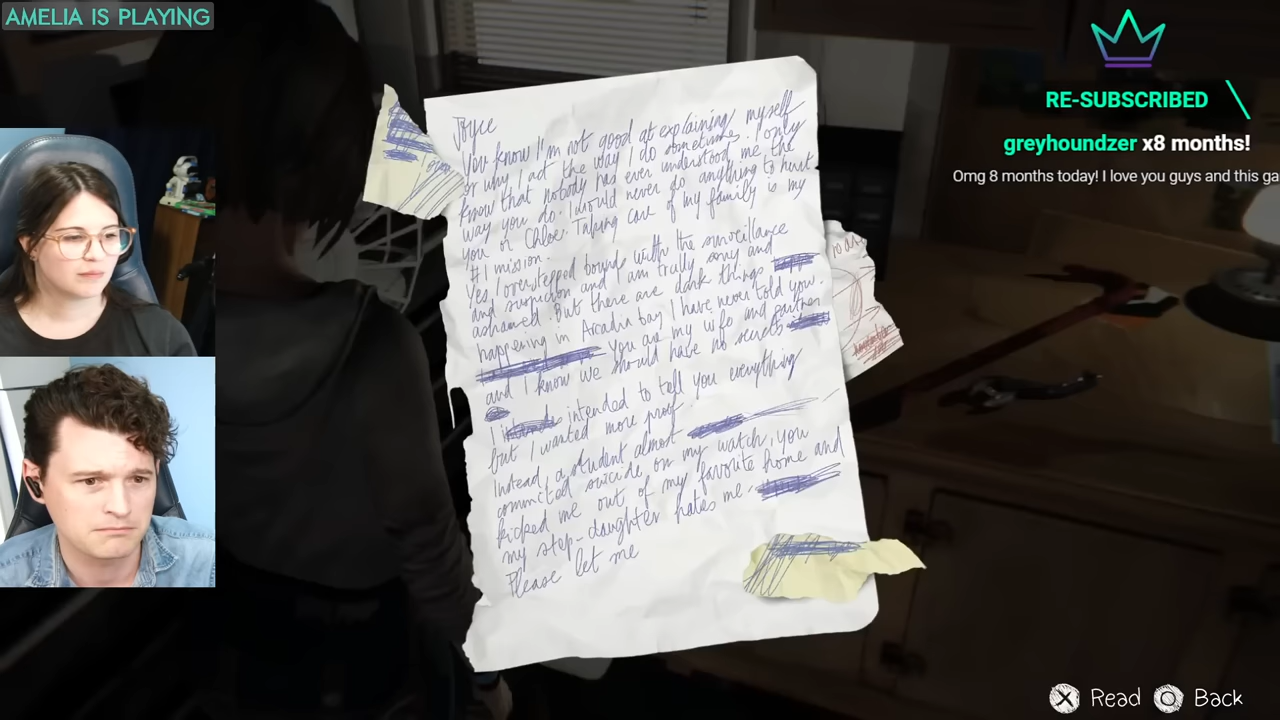 AMELIA IS PLAYING
RE-SUBSCRIBED
greyhoundzer x8 months!
Omg 8 months today! I love you guys and this ga
Joyce
You know I'm not good at explaining myself
or why I act the way I do sometime. I only
know that nobody has ever understood me the
way you do. I would never do anything to hurt
you or Chloe. Taking care of my family is my
#1 mission.
Yes, I overstepped bounds with the surveillance
and suspicion and I am truly sorry and
ashamed. But there are dark things
happening in Arcadia bay I have never told you.
You are my wife and partner
and I know we should have no secrets
I intended to tell you everything
but I wanted more proof
Instead, a student almost
committed suicide on my watch, you
kicked me out of my favorite home and
my step-daughter hates me.
Please let me
Read
Back